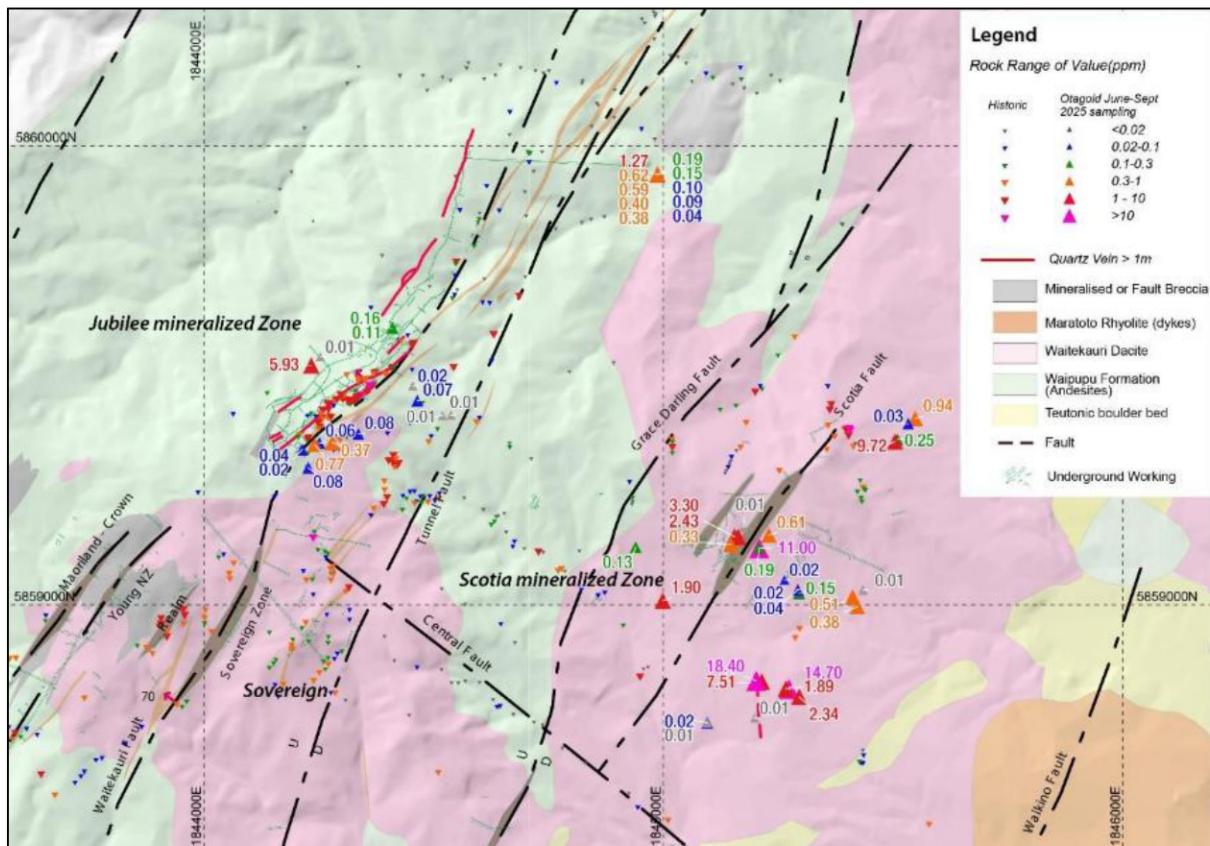 1844000E
5860000N
1.27
0.62
0.59
0.40
0.38
0.19
0.15
0.10
0.09
0.04
Jubilee mineralized Zone
0.16
0.11
0.01
5.93
0.02
0.07
0.01
0.01
0.08
0.06
0.37
0.04
0.02
0.77
0.08
Grace Darling Fault
Scotia Fault
0.03
0.94
9.72
0.25
Tunnel Fault
3.30
2.43
0.33
0.01
0.61
11.00
0.13
0.19
0.02
Scotia mineralized Zone
0.01
0.15
0.02
0.04
0.51
0.38
1.90
5859000N
Maoriland - Crown
Young NZ
Realm
Sovereign Zone
Central Fault
Sovereign
70
18.40
7.51
14.70
1.89
0.01
2.34
0.02
0.01
Waitekauri Fault
U
D
U
D
Waikino Fault
1844000E
1845000E
1846000E
Legend
Rock Range of Value(ppm)
Historic
Otagold June-Sept
2025 sampling
<0.02
0.02-0.1
0.1-0.3
0.3-1
1 - 10
>10
Quartz Vein > 1m
Mineralised or Fault Breccia
Maratoto Rhyolite (dykes)
Waitekauri Dacite
Waipupu Formation
(Andesites)
Teutonic boulder bed
Fault
Underground Working